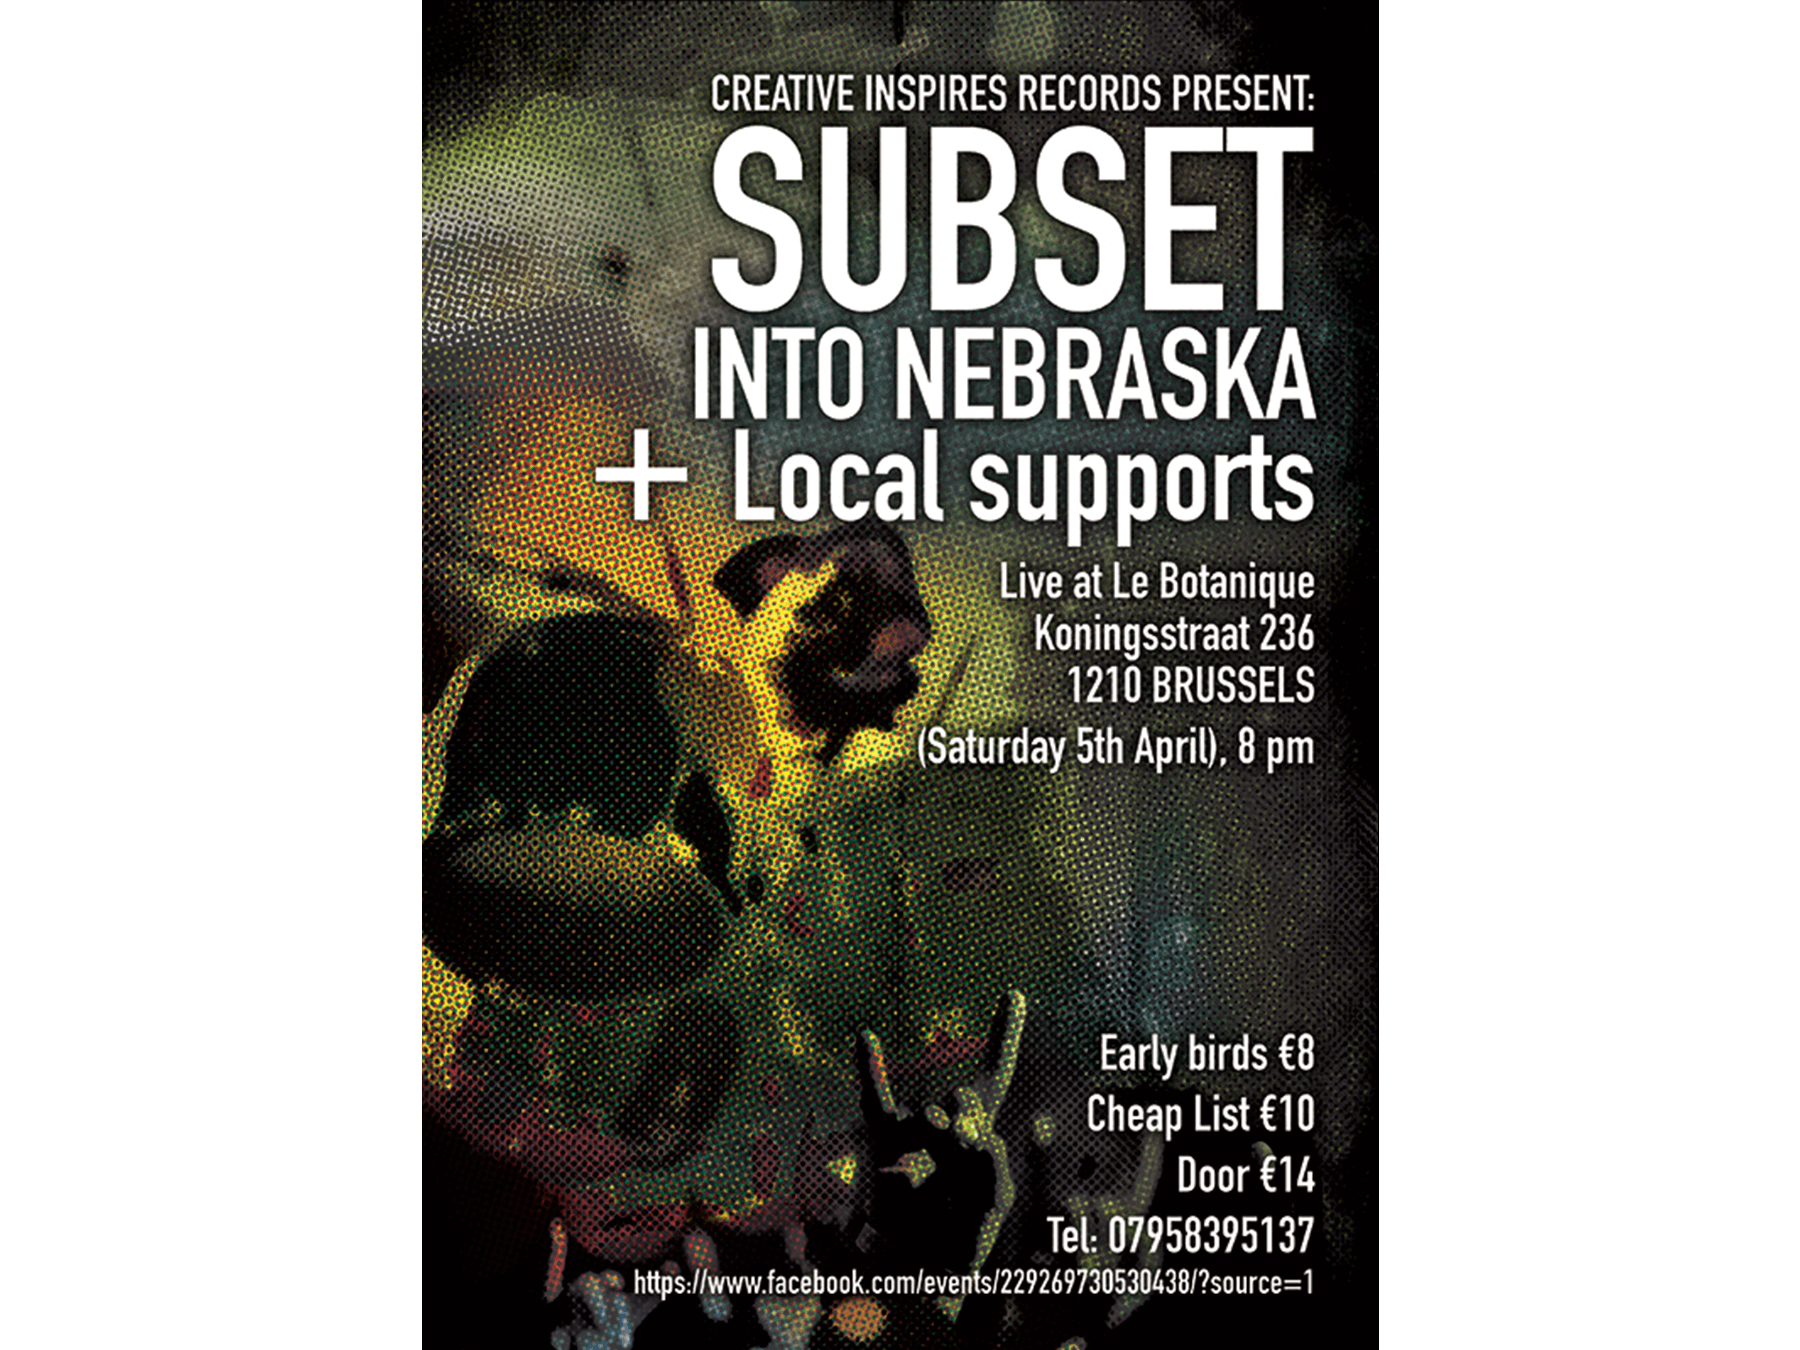 CREATIVE INSPIRES RECORDS PRESENT:
SUBSET
INTO NEBRASKA
+ Local supports
Live at Le Botanique
Koningsstraat 236
1210 BRUSSELS
(Saturday 5th April), 8 pm
Early birds €8
Cheap List €10
Door €14
Tel: 07958395137
https://www.facebook.com/events/229269730530438/?source=1